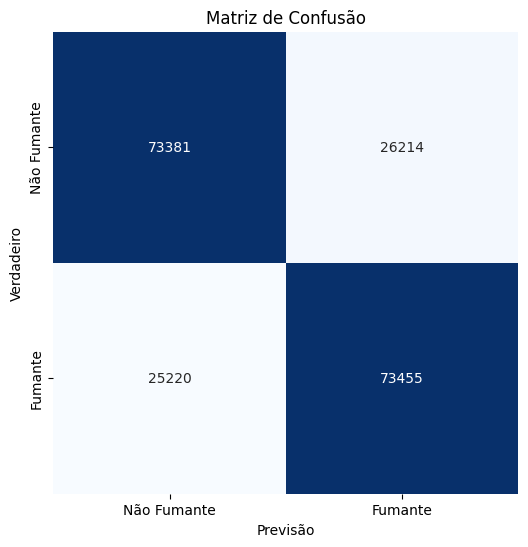 Matriz de Confusão
Não Fumante
73381
26214
Verdadeiro
Fumante
25220
73455
Não Fumante
Fumante
Previsão